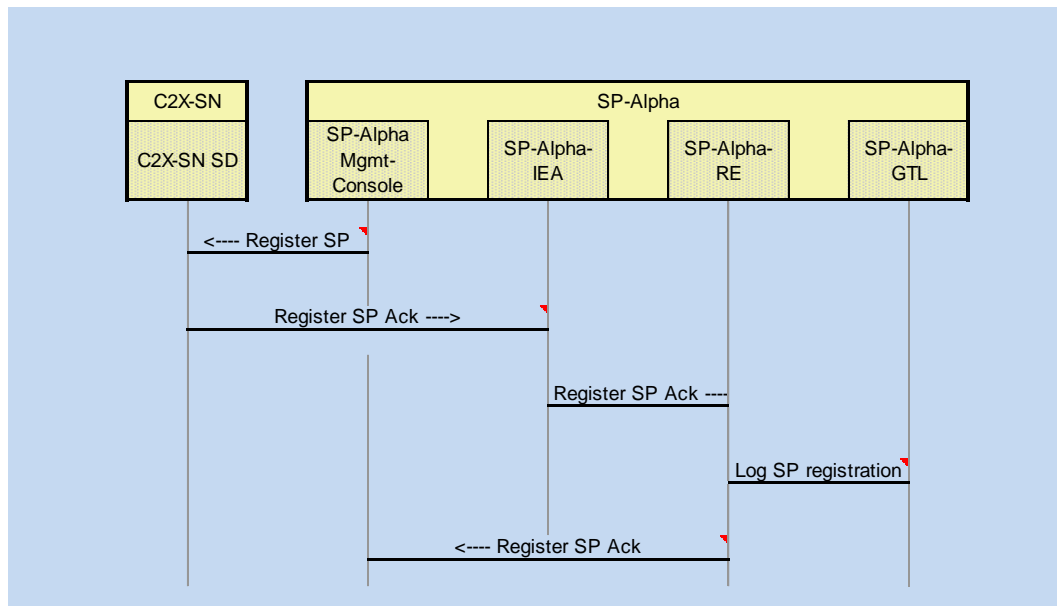 C2X-SN
SP-Alpha
C2X-SN SD
SP-Alpha
Mgmt-
Console
SP-Alpha-
IEA
SP-Alpha-
RE
SP-Alpha-
GTL
<---- Register SP
Register SP Ack ---->
Register SP Ack ----
Log SP registration
<---- Register SP Ack